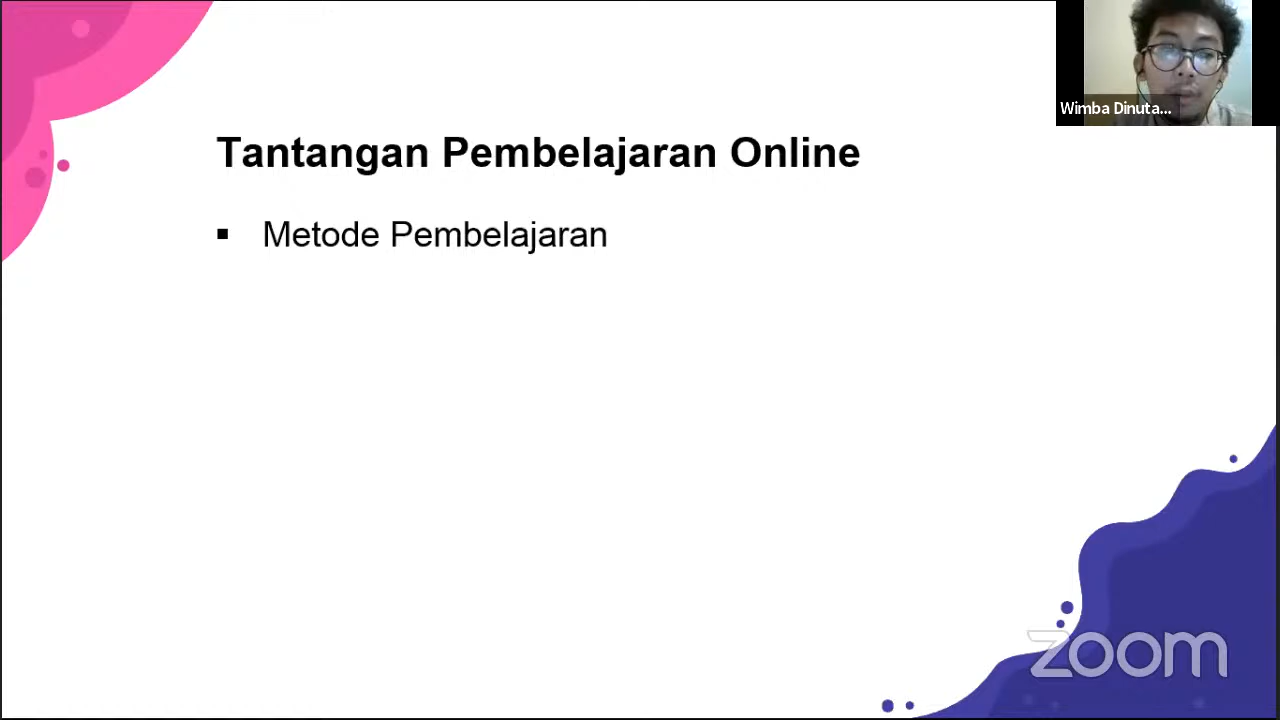 Wimba Dinuta...
Tantangan Pembelajaran Online
▪ Metode Pembelajaran
zoom